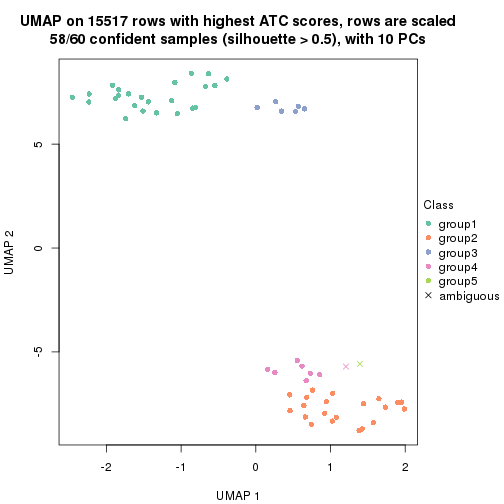 UMAP on 15517 rows with highest ATC scores, rows are scaled
58/60 confident samples (silhouette > 0.5), with 10 PCs
5
0
-5
UMAP 2
-2
-1
0
1
2
UMAP 1
Class
group1
group2
group3
group4
group5
ambiguous